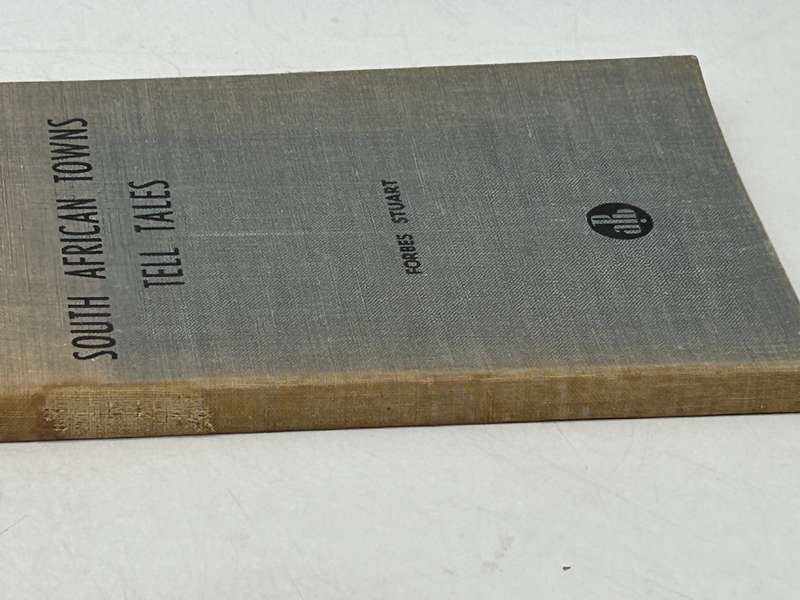 SOUTH AFRICAN TOWNS
TELL TALES
FORBES STUART